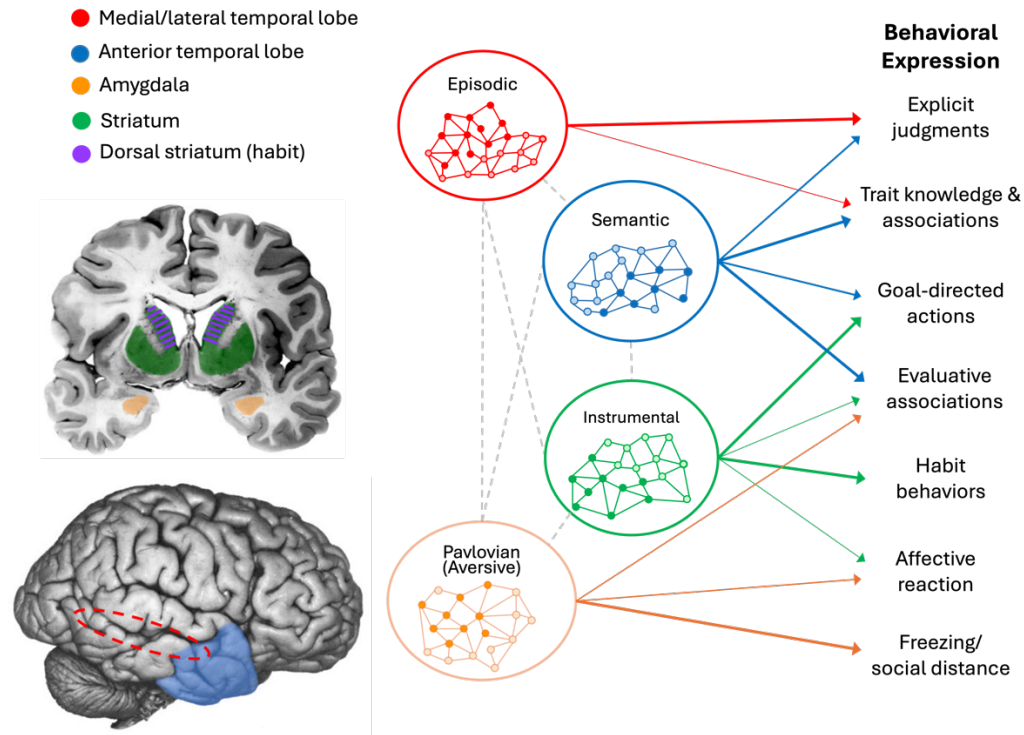 Medial/lateral temporal lobe
Anterior temporal lobe
Amygdala
Striatum
Dorsal striatum (habit)
Episodic
Semantic
Instrumental
Pavlovian
(Aversive)
Behavioral
Expression
Explicit
judgments
Trait knowledge &
associations
Goal-directed
actions
Evaluative
associations
Habit
behaviors
Affective
reaction
Freezing/
social distance